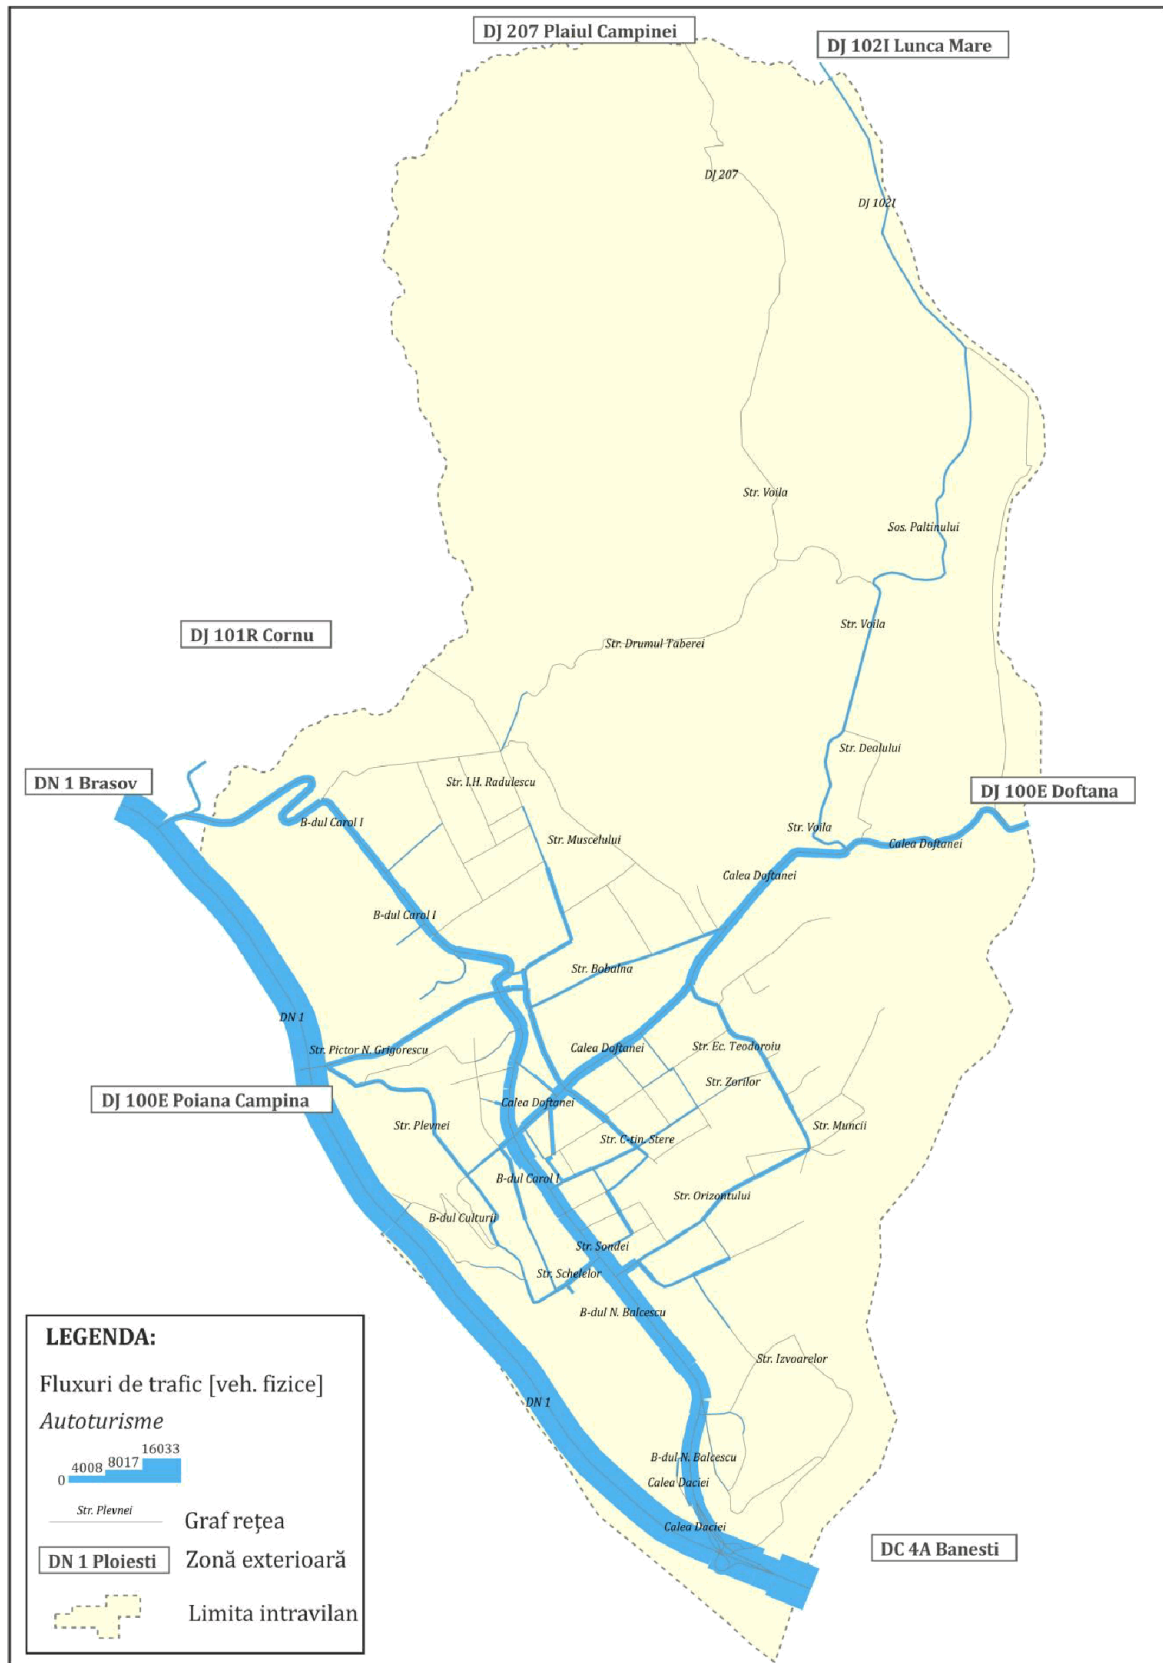 DJ 207 Plaiul Campinei
DJ 102I Lunca Mare
DJ 207
DJ 102I
Str. Voila
Sos. Paltinului
Str. Voila
DJ 101R Cornu
Str. Drumul Taberei
Str. Dealului
DN 1 Brasov
Str. I.H. Radulescu
DJ 100E Doftana
B-dul Carol I
Str. Voila
Str. Muscelului
Calea Doftanei
Calea Doftanei
B-dul Carol I
Str. Bobalna
DN 1
Str. Pictor N. Grigorescu
Calea Doftanei
Str. Ec. Teodoroiu
Str. Zorilor
DJ 100E Poiana Campina
Calea Doftanei
Str. Plevnei
Str. C-tin. Stere
Str. Muncii
B-dul Carol I
Str. Orizontului
B-dul Culturii
Str. Sondei
Str. Schelelor
B-dul N. Balcescu
Str. Izvoarelor
DN 1
B-dul N. Balcescu
Calea Daciei
Calea Daciei
DC 4A Banesti
LEGENDA:
Fluxuri de trafic [veh. fizice]
Autoturisme
0 4008 8017 16033
Str. Plevnei
Graf rețea
DN 1 Ploiesti
Zonă exterioară
Limita intravilan